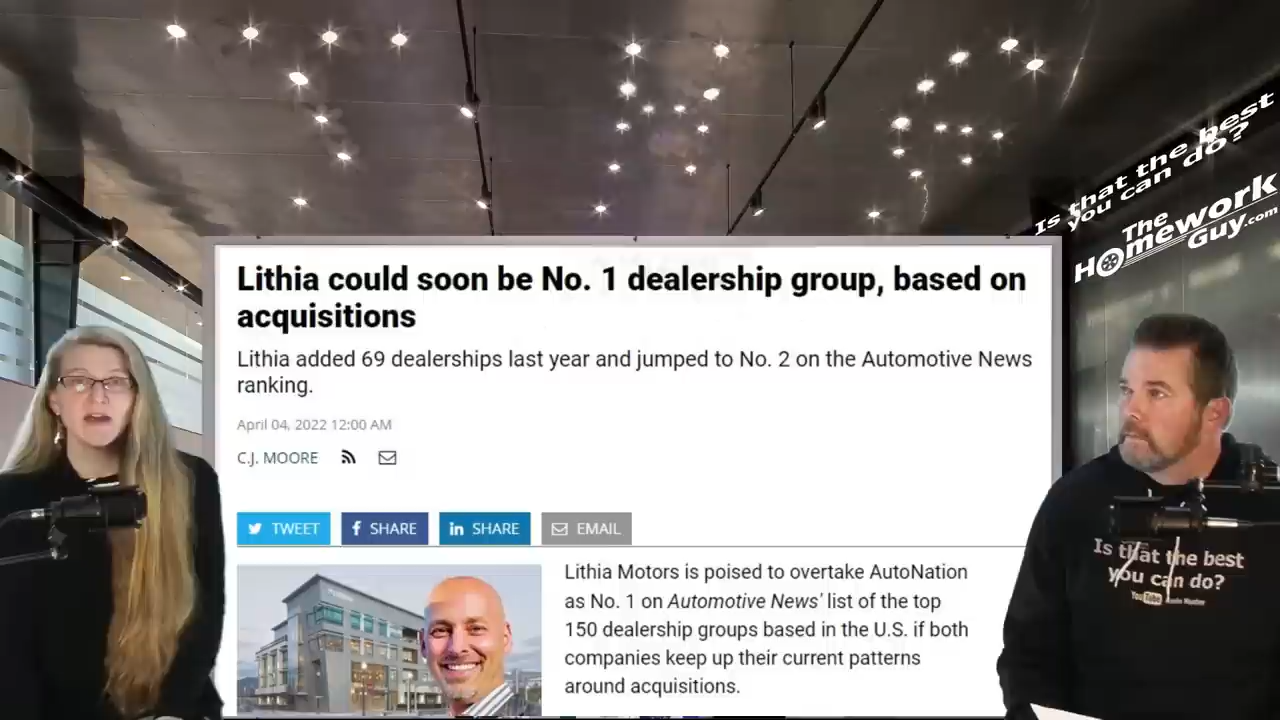 Is that the best
you can do?
The
Homework
Guy.com
Lithia could soon be No. 1 dealership group, based on
acquisitions
Lithia added 69 dealerships last year and jumped to No. 2 on the Automotive News
ranking.
April 04, 2022 12:00 AM
C.J. MOORE
TWEET
SHARE
SHARE
EMAIL
Lithia Motors is poised to overtake AutoNation
as No. 1 on Automotive News' list of the top
150 dealership groups based in the U.S. if both
companies keep up their current patterns
around acquisitions.
Is that the best
you can do?
YouTube